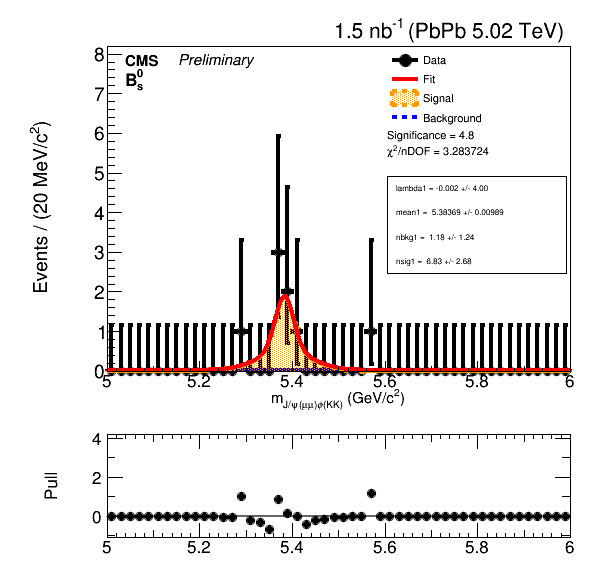 1.5 nb-1 (PbPb 5.02 TeV)
CMS Preliminary
B0s
Data
Fit
Signal
Background
Significance = 4.8
χ2/nDOF = 3.283724
lambda1 = -0.002 +/- 4.00
mean1 = 5.38369 +/- 0.00989
nbkg1 = 1.18 +/- 1.24
nsig1 = 6.83 +/- 2.68
Events / (20 MeV/c2)
8
7
6
5
4
3
2
1
0
5 5.2 5.4 5.6 5.8 6
mJ/ψ(μμ)φ(KK) (GeV/c2)
Pull
4
2
0
5 5.2 5.4 5.6 5.8 6